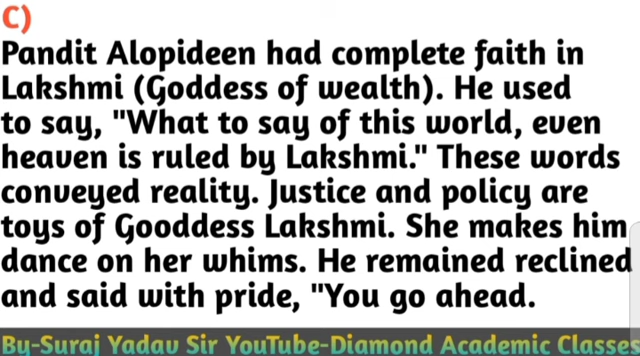 C)
Pandit Alopideen had complete faith in
Lakshmi (Goddess of wealth). He used
to say, "What to say of this world, even
heaven is ruled by Lakshmi." These words
conveyed reality. Justice and policy are
toys of Gooddess Lakshmi. She makes him
dance on her whims. He remained reclined
and said with pride, "You go ahead.
By-Suraj Yadav Sir YouTube-Diamond Academic Classes